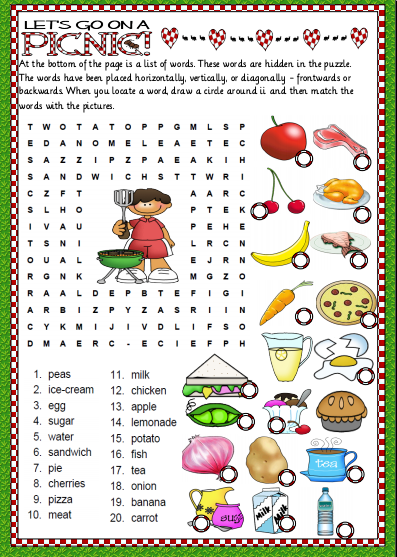 LET'S GO ON A
PICNIC!
At the bottom of the page is a list of words. These words are hidden in the puzzle.
The words have been placed horizontally, vertically, or diagonally – frontwards or
backwards. When you locate a word, draw a circle around ii and then match the
words with the pictures.
T W O T A T O P P G M L S P
E D A N O M E L E A E T E C
S A Z Z I P Z P A E A K I H
S A N D W I C H S T T W R I
C Z F T A A R C
S L H O P T E K
I V A U P E H E
T S N I L R C N
O U A L E J R N
R G N K M G Z O
R A A L D E P B T E F I G I
A R B I Z P Y Z A S R I I N
C Y K M I J I V D L I F S O
D M A E R C - E C I E F P H
1. peas
2. ice-cream
3. egg
4. sugar
5. water
6. sandwich
7. pie
8. cherries
9. pizza
10. meat
11. milk
12. chicken
13. apple
14. lemonade
15. potato
16. fish
17. tea
18. onion
19. banana
20. carrot
tea
Milk
Milk